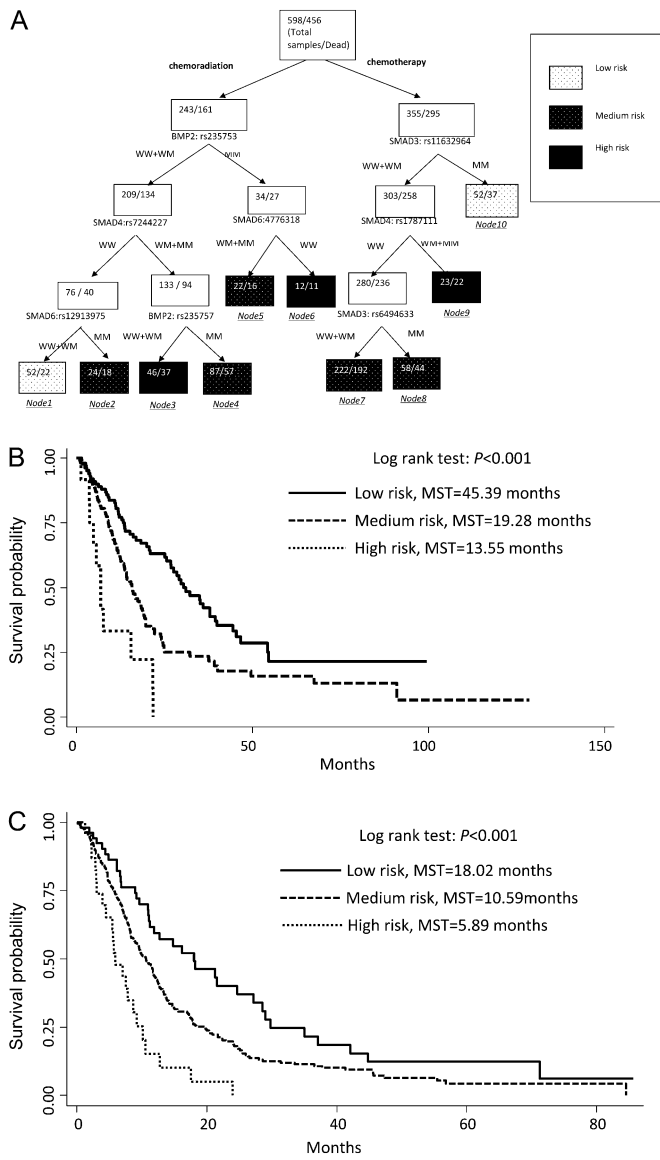 A
598/456
(Total
samples/Dead)
chemoradiation
chemotherapy
Low risk
Medium risk
High risk
243/161
BMP2: rs235753
355/295
SMAD3: rs11632964
WW+WM
MM
WW+WM
MM
209/134
SMAD4:rs7244227
34/27
SMAD6:4776318
303/258
SMAD4: rs1787111
52/37
Node10
WW
WM+MM
WM+MM
WW
WW
WM+MM
76 / 40
SMAD6:rs12913975
133 / 94
BMP2: rs235757
22/16
Node5
12/11
Node6
280/236
SMAD3: rs6494633
23/22
Node9
WW+WM
MM
WW+WM
MM
WW+WM
MM
52/22
Node1
24/18
Node2
46/37
Node3
87/57
Node4
222/192
Node7
58/44
Node8
B
Log rank test: P<0.001
Low risk, MST=45.39 months
Medium risk, MST=19.28 months
High risk, MST=13.55 months
Survival probability
1.00
0.75
0.50
0.25
0.00
0
50
100
150
Months
C
Log rank test: P<0.001
Low risk, MST=18.02 months
Medium risk, MST=10.59months
High risk, MST=5.89 months
Survival probability
1.00
0.75
0.50
0.25
0.00
0
20
40
60
80
Months